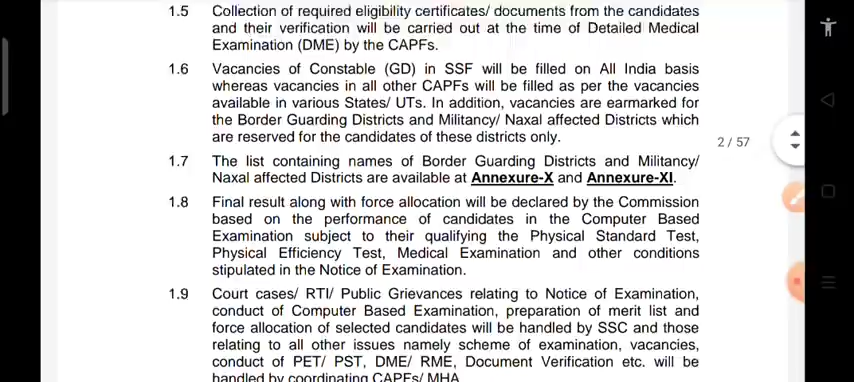 1.5 Collection of required eligibility certificates/ documents from the candidates
and their verification will be carried out at the time of Detailed Medical
Examination (DME) by the CAPFs.
1.6 Vacancies of Constable (GD) in SSF will be filled on All India basis
whereas vacancies in all other CAPFs will be filled as per the vacancies
available in various States/ UTs. In addition, vacancies are earmarked for
the Border Guarding Districts and Militancy/ Naxal affected Districts which
are reserved for the candidates of these districts only.
2 / 57
1.7 The list containing names of Border Guarding Districts and Militancy/
Naxal affected Districts are available at Annexure-X and Annexure-XI.
1.8 Final result along with force allocation will be declared by the Commission
based on the performance of candidates in the Computer Based
Examination subject to their qualifying the Physical Standard Test,
Physical Efficiency Test, Medical Examination and other conditions
stipulated in the Notice of Examination.
1.9 Court cases/ RTI/ Public Grievances relating to Notice of Examination,
conduct of Computer Based Examination, preparation of merit list and
force allocation of selected candidates will be handled by SSC and those
relating to all other issues namely scheme of examination, vacancies,
conduct of PET/ PST, DME/ RME, Document Verification etc. will be
handled by coordinating CAPFs/ MHA